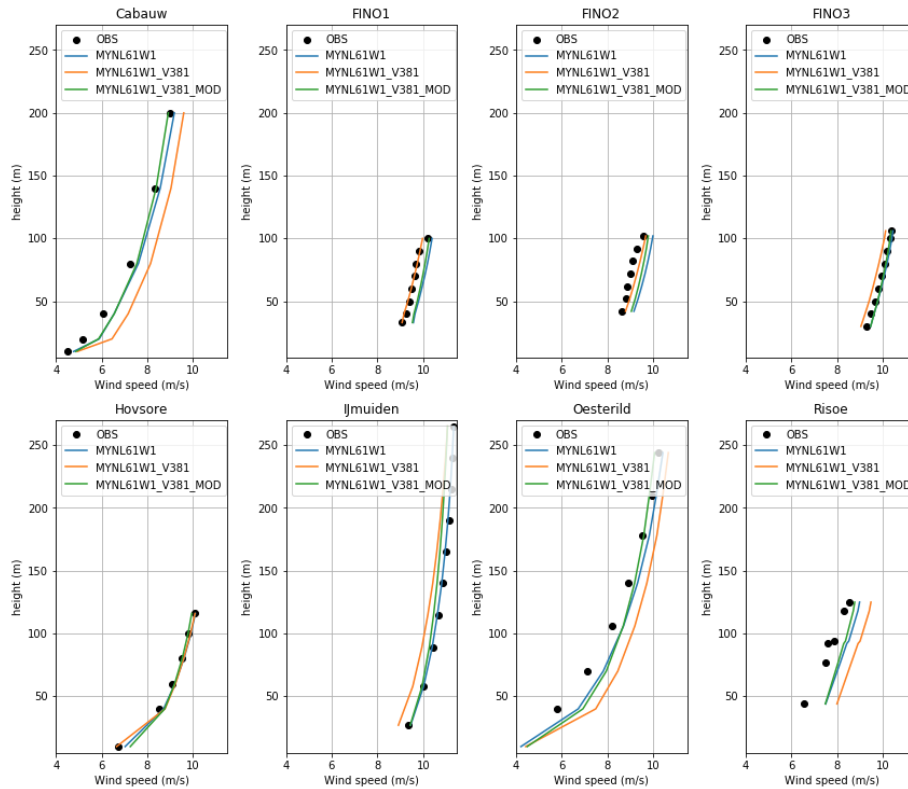 Cabauw
250
200
150
100
50
height (m)
OBS
MYNL61W1
MYNL61W1_V381
MYNL61W1_V381_MOD
4 6 8 10
Wind speed (m/s)
FINO1
250
200
150
100
50
height (m)
OBS
MYNL61W1
MYNL61W1_V381
MYNL61W1_V381_MOD
4 6 8 10
Wind speed (m/s)
FINO2
250
200
150
100
50
height (m)
OBS
MYNL61W1
MYNL61W1_V381
MYNL61W1_V381_MOD
4 6 8 10
Wind speed (m/s)
FINO3
250
200
150
100
50
height (m)
OBS
MYNL61W1
MYNL61W1_V381
MYNL61W1_V381_MOD
4 6 8 10
Wind speed (m/s)
Hovsore
250
200
150
100
50
height (m)
OBS
MYNL61W1
MYNL61W1_V381
MYNL61W1_V381_MOD
4 6 8 10
Wind speed (m/s)
IJmuiden
250
200
150
100
50
height (m)
OBS
MYNL61W1
MYNL61W1_V381
MYNL61W1_V381_MOD
4 6 8 10
Wind speed (m/s)
Oesterild
250
200
150
100
50
height (m)
OBS
MYNL61W1
MYNL61W1_V381
MYNL61W1_V381_MOD
4 6 8 10
Wind speed (m/s)
Risoe
250
200
150
100
50
height (m)
OBS
MYNL61W1
MYNL61W1_V381
MYNL61W1_V381_MOD
4 6 8 10
Wind speed (m/s)